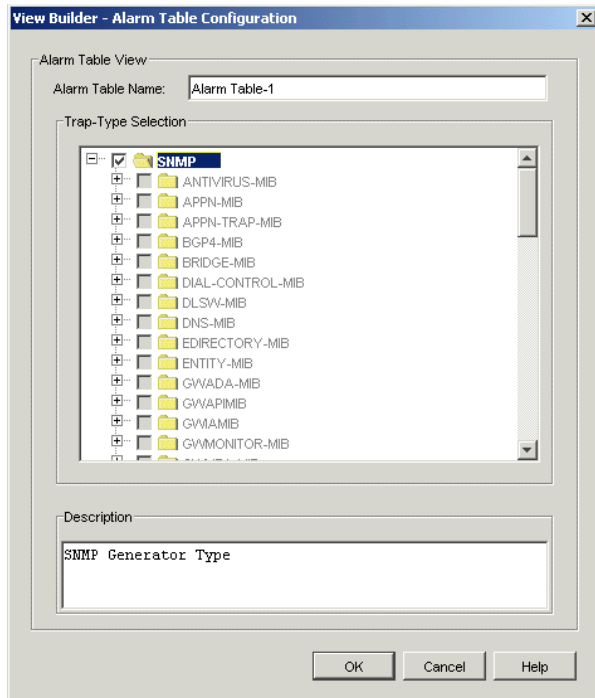 View Builder - Alarm Table Configuration
Alarm Table View
Alarm Table Name: Alarm Table-1
Trap-Type Selection
SNMP
ANTIVIRUS-MIB
APPN-MIB
APPN-TRAP-MIB
BGP4-MIB
BRIDGE-MIB
DIAL-CONTROL-MIB
DLSW-MIB
DNS-MIB
EDIRECTORY-MIB
ENTITY-MIB
GWADA-MIB
GWAPIMIB
GWIAMIB
GWMONITOR-MIB
Description
SNMP Generator Type
OK Cancel Help